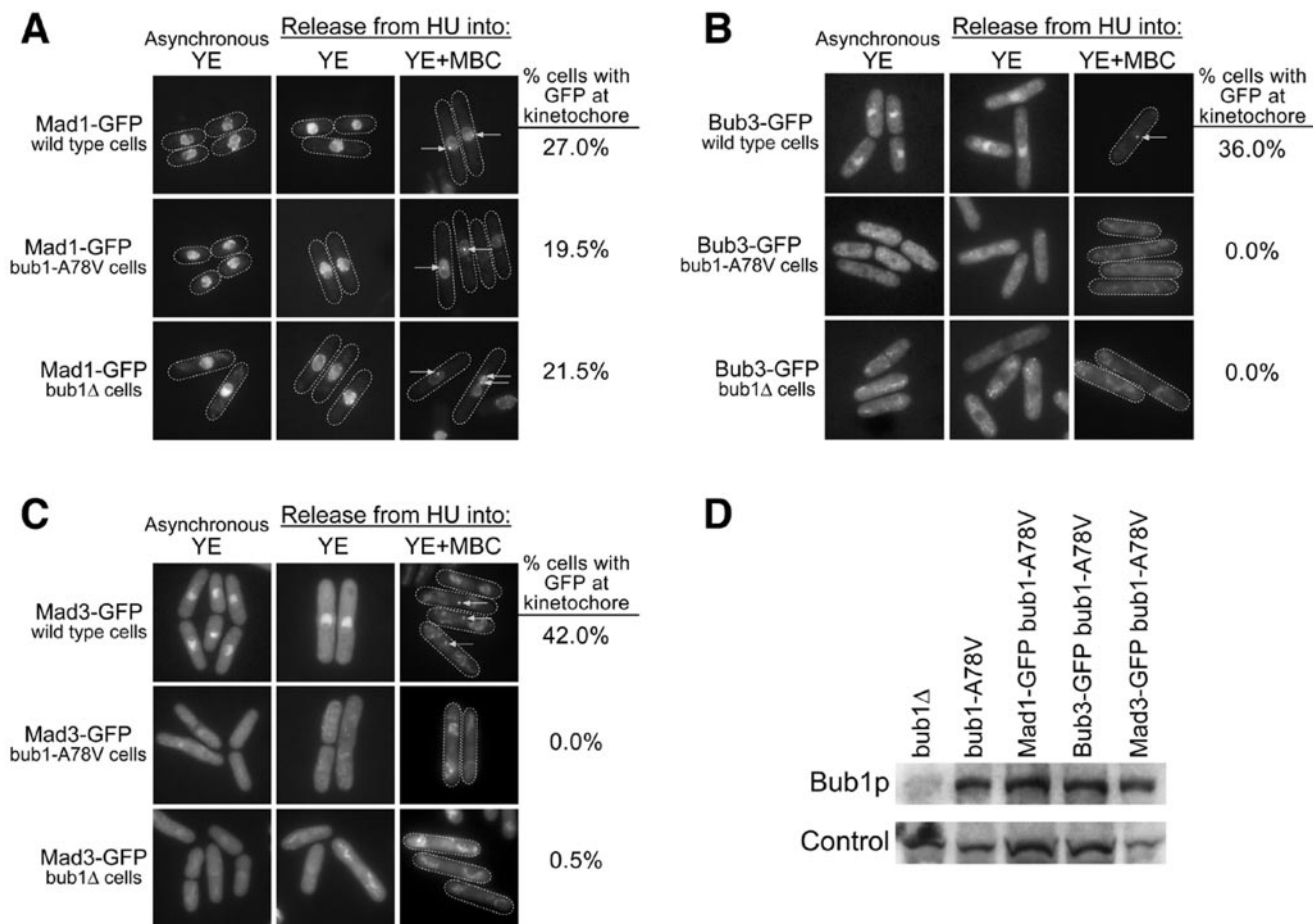 A
Asynchronous
YE
Release from HU into:
YE
YE+MBC
% cells with
GFP at
kinetochore
Mad1-GFP
wild type cells
27.0%
Mad1-GFP
bub1-A78V cells
19.5%
Mad1-GFP
bub1Δ cells
21.5%
B
Asynchronous
YE
Release from HU into:
YE
YE+MBC
% cells with
GFP at
kinetochore
Bub3-GFP
wild type cells
36.0%
Bub3-GFP
bub1-A78V cells
0.0%
Bub3-GFP
bub1Δ cells
0.0%
C
Asynchronous
YE
Release from HU into:
YE
YE+MBC
% cells with
GFP at
kinetochore
Mad3-GFP
wild type cells
42.0%
Mad3-GFP
bub1-A78V cells
0.0%
Mad3-GFP
bub1Δ cells
0.5%
D
bub1Δ
bub1-A78V
Mad1-GFP bub1-A78V
Bub3-GFP bub1-A78V
Mad3-GFP bub1-A78V
Bub1p
Control